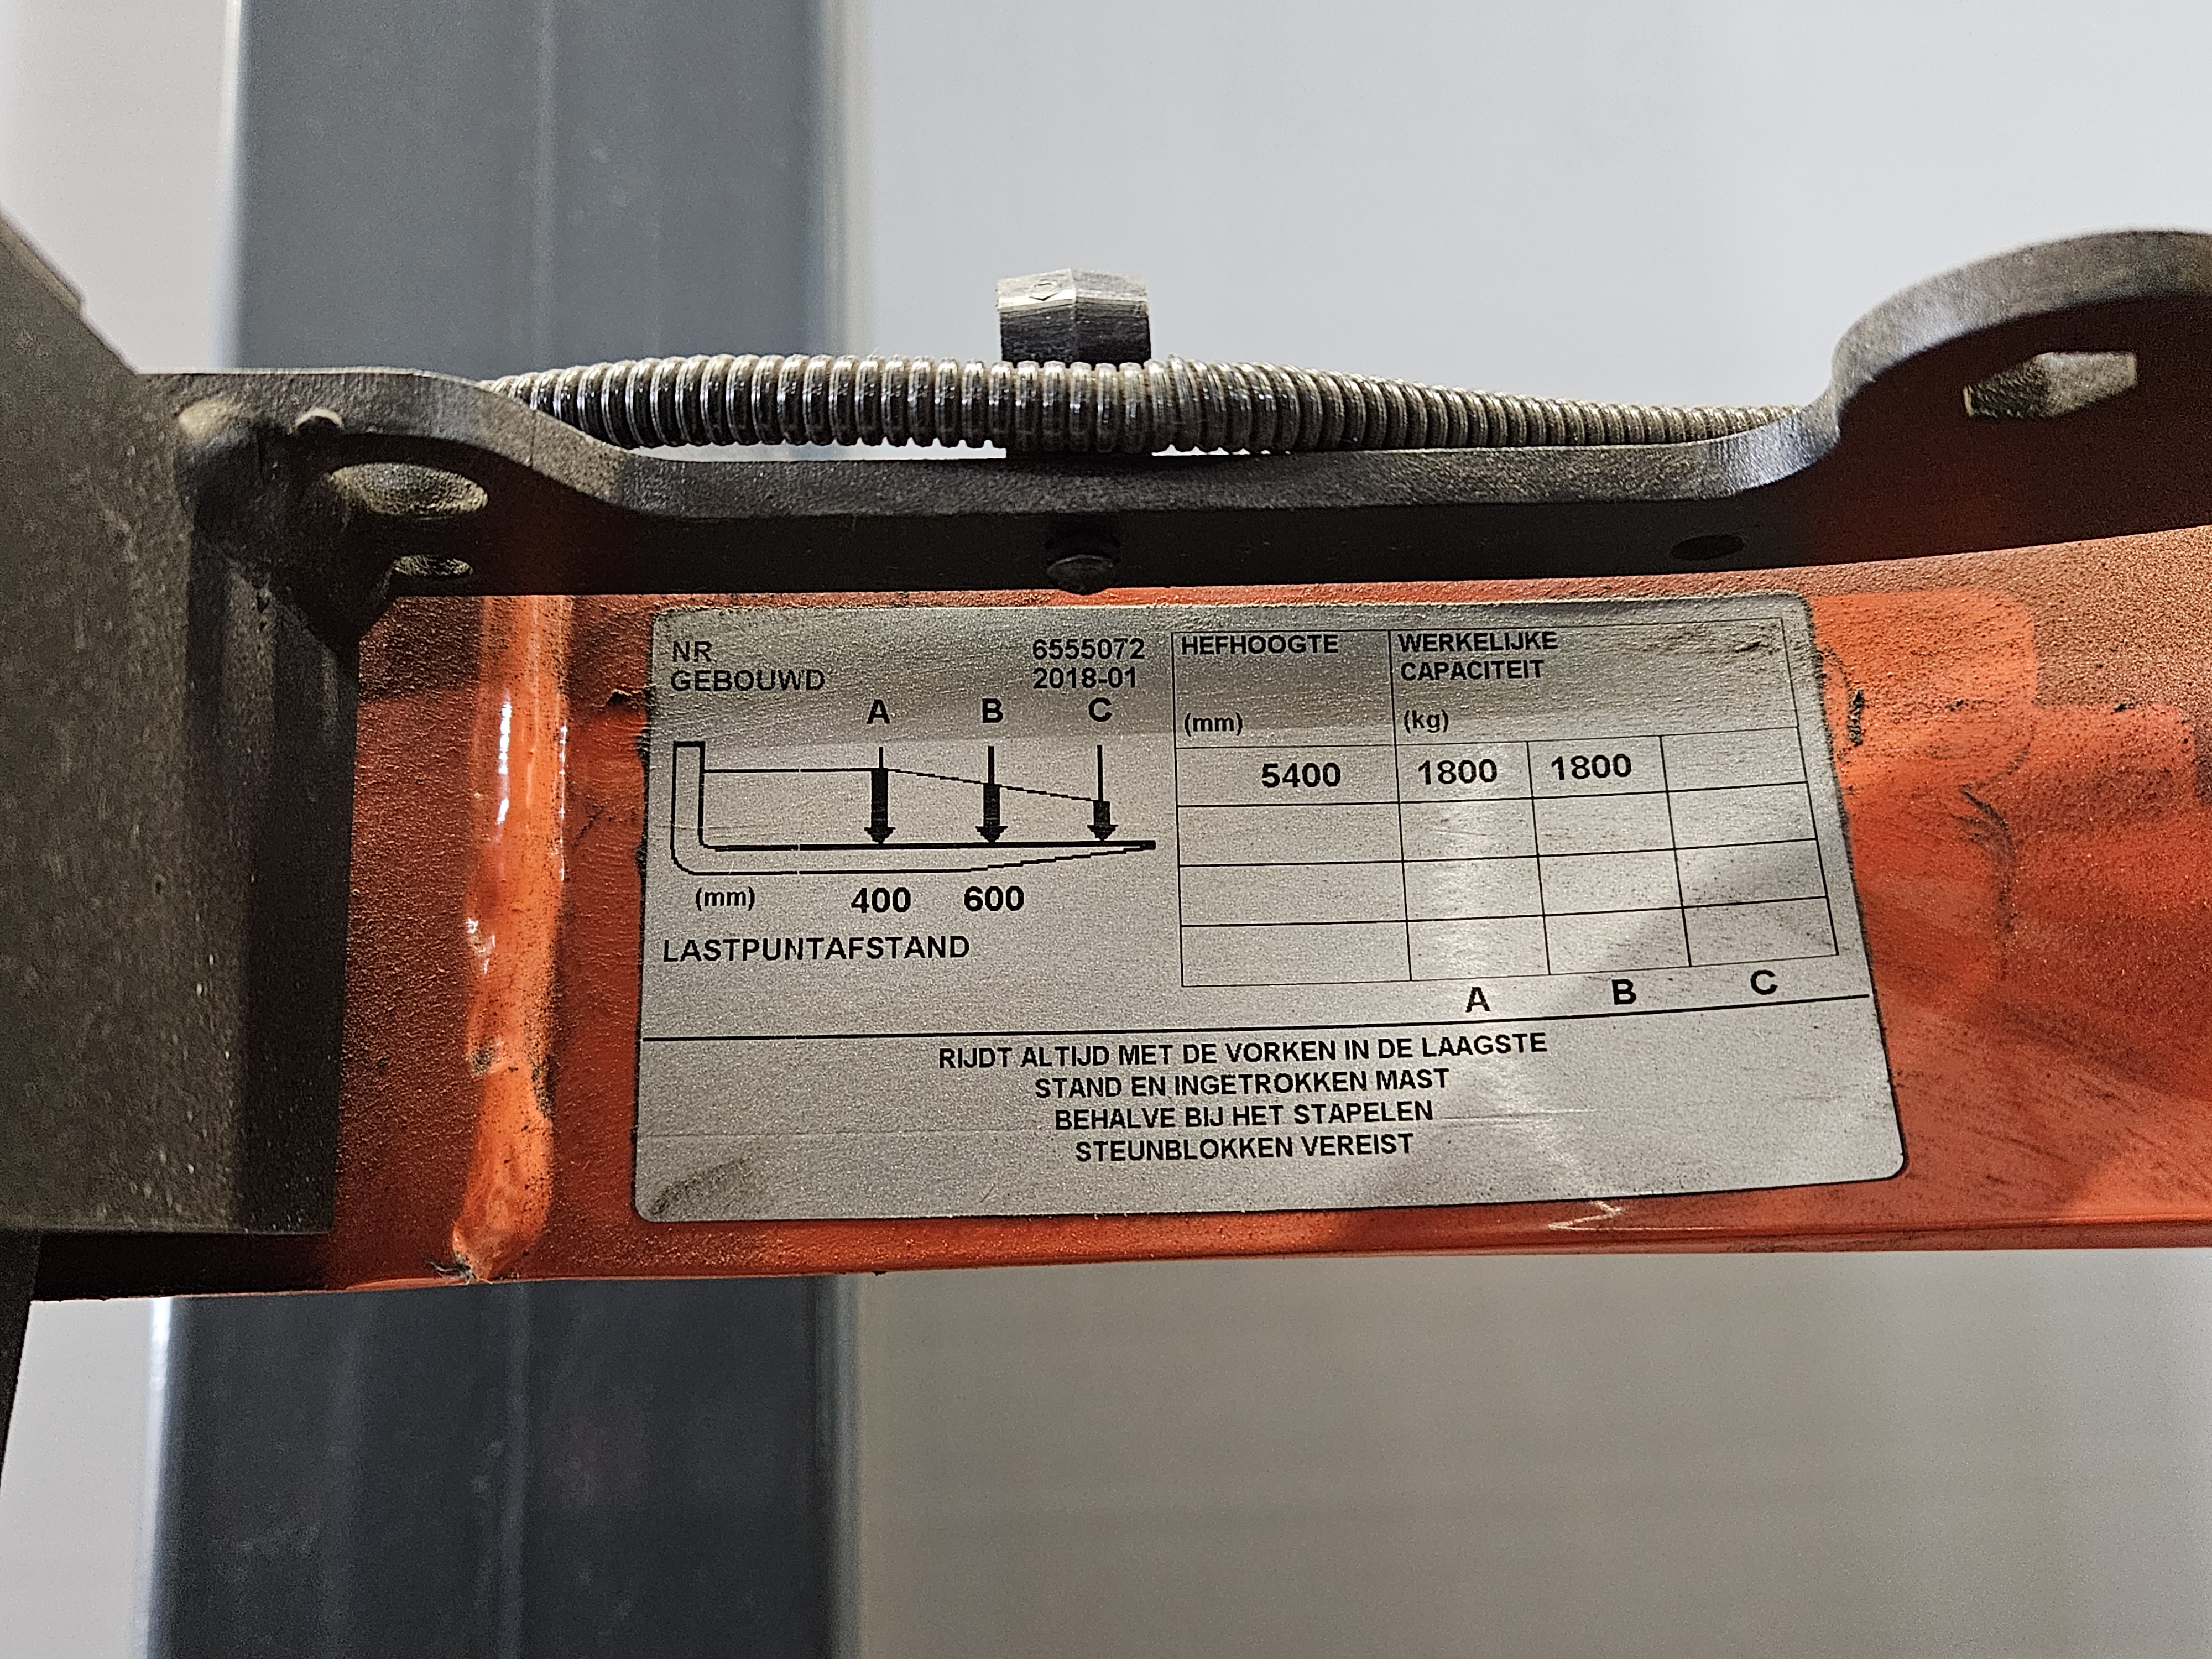 NR 6555072
GEBOUWD 2018-01
A B C
(mm) 400 600
LASTPUNTAFSTAND
HEFHOOGTE WERKELIJKE
CAPACITEIT
(mm) (kg)
5400 1800 1800
A B C
RIJDT ALTIJD MET DE VORKEN IN DE LAAGSTE
STAND EN INGETROKKEN MAST
BEHALVE BIJ HET STAPELEN
STEUNBLOKKEN VEREIST